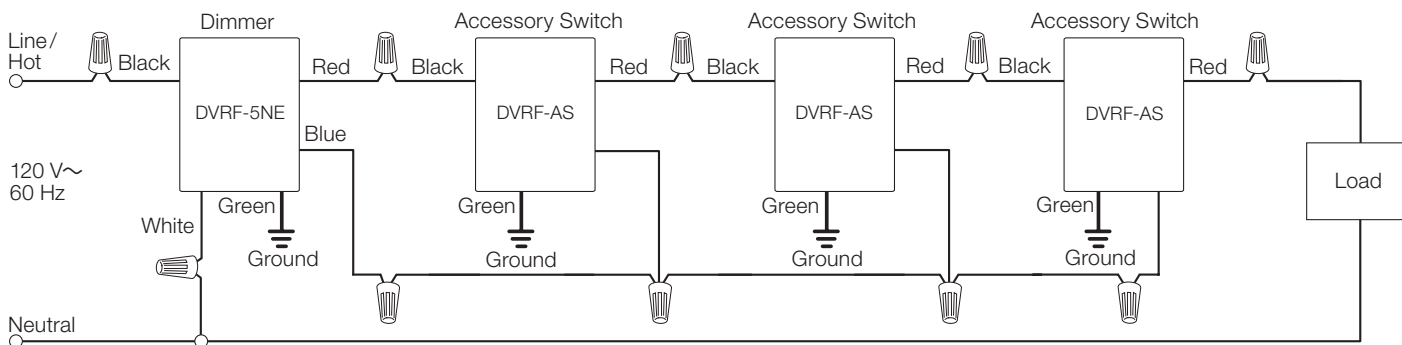 Dimmer
Accessory Switch
Accessory Switch
Accessory Switch
Line/
Hot
Black
Red
Black
Red
Black
Red
Black
Red
DVRF-5NE
DVRF-AS
DVRF-AS
DVRF-AS
Blue
120 V~
60 Hz
Load
Green
Green
Green
Green
White
Ground
Ground
Ground
Ground
Neutral